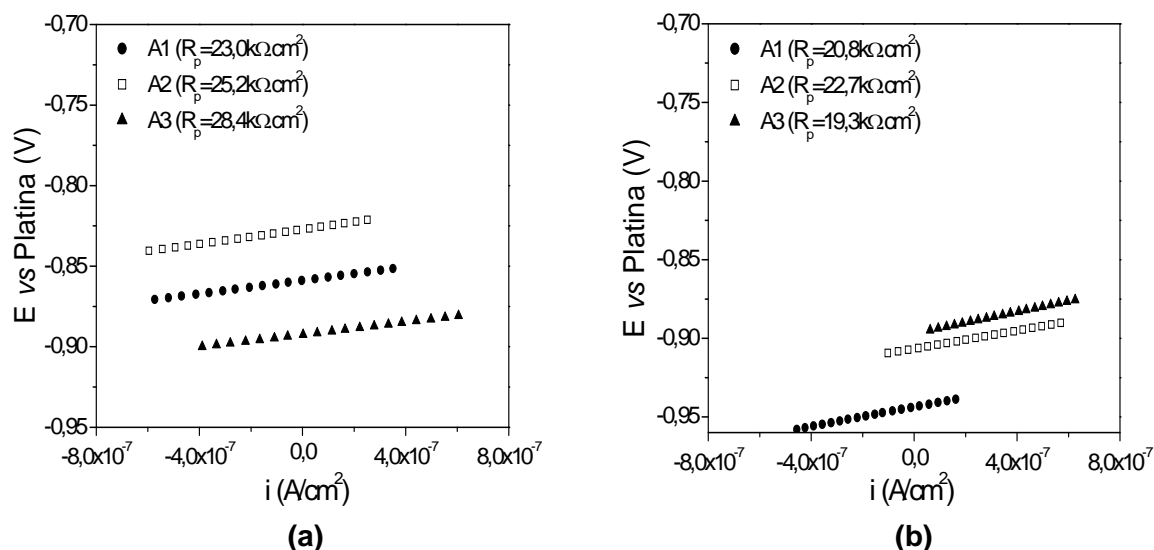 -0,70
-0,75
-0,80
-0,85
-0,90
-0,95
E vs Platina (V)
A1 (Rp=23,0kΩcm²)
A2 (Rp=25,2kΩcm²)
A3 (Rp=28,4kΩcm²)
-8,0x10⁻⁷ -4,0x10⁻⁷ 0,0 4,0x10⁻⁷ 8,0x10⁻⁷
i (A/cm²)
(a)
-0,70
-0,75
-0,80
-0,85
-0,90
-0,95
E vs Platina (V)
A1 (Rp=20,8kΩcm²)
A2 (Rp=22,7kΩcm²)
A3 (Rp=19,3kΩcm²)
-8,0x10⁻⁷ -4,0x10⁻⁷ 0,0 4,0x10⁻⁷ 8,0x10⁻⁷
i (A/cm²)
(b)